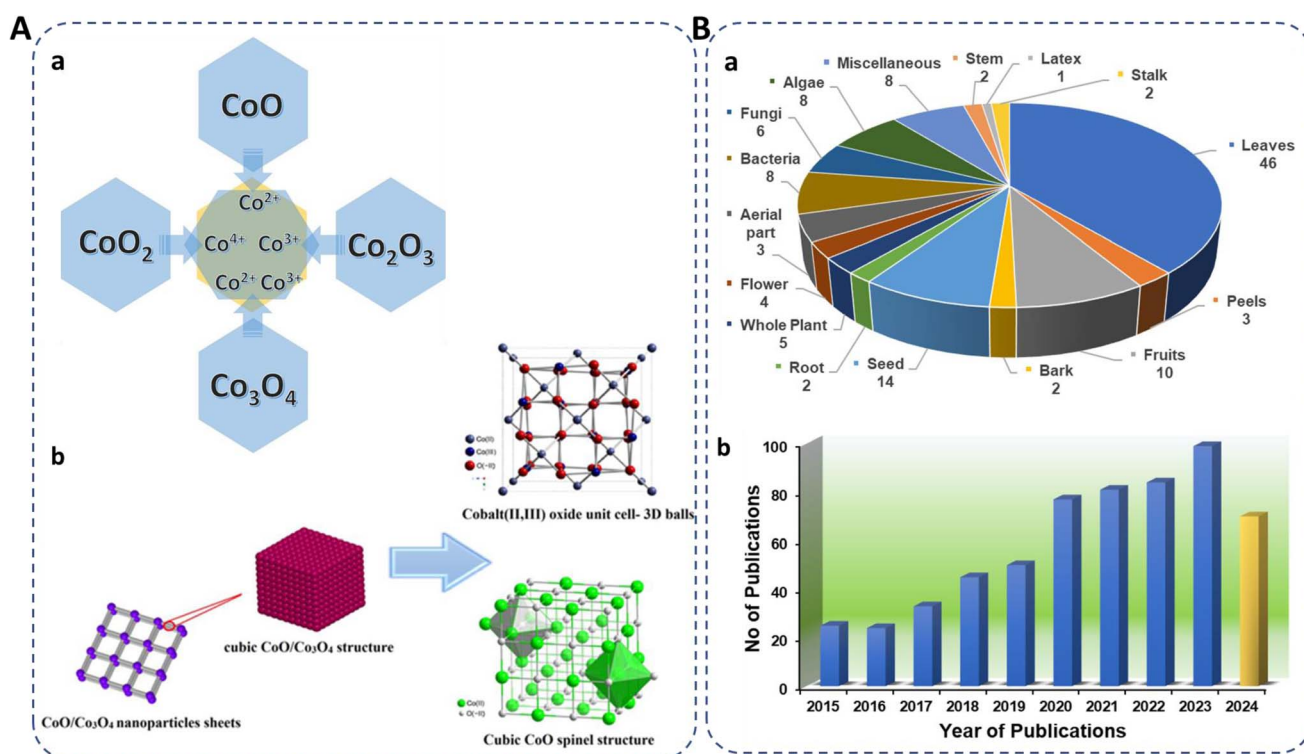 A
a
CoO
CoO₂
Co²⁺
Co⁴⁺ Co³⁺
Co²⁺ Co³⁺
Co₂O₃
Co₃O₄
b
Co(II)
Co(III)
O(-II)
Cobalt(II,III) oxide unit cell- 3D balls
cubic CoO/Co₃O₄ structure
CoO/Co₃O₄ nanoparticles sheets
Co(II)
O(-II)
Cubic CoO spinel structure
B
a
Miscellaneous
8
Stem
2
Latex
1
Stalk
2
Algae
8
Fungi
6
Bacteria
8
Aerial
part
3
Flower
4
Whole Plant
5
Root
2
Seed
14
Bark
2
Fruits
10
Peels
3
Leaves
46
b
No of Publications
100
80
60
40
20
0
2015 2016 2017 2018 2019 2020 2021 2022 2023 2024
Year of Publications